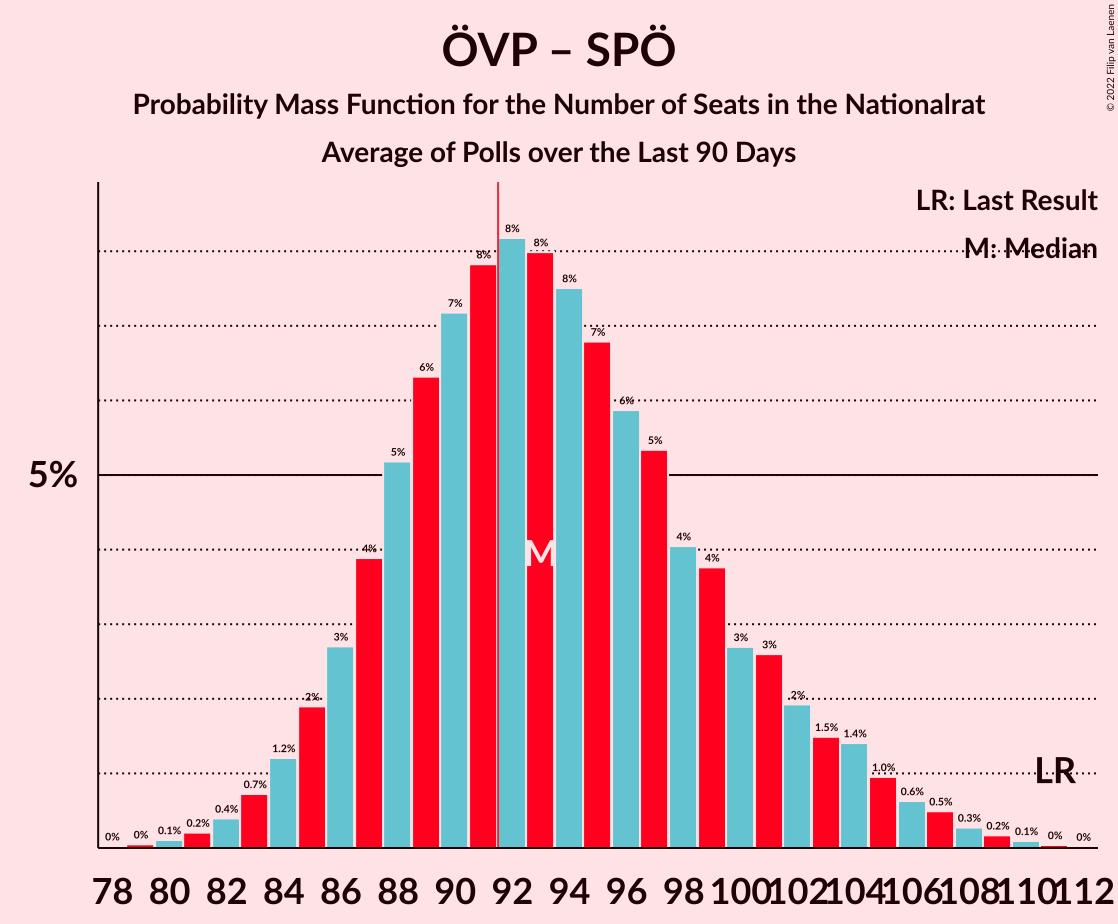 ÖVP – SPÖ
Probability Mass Function for the Number of Seats in the Nationalrat
Average of Polls over the Last 90 Days
© 2022 Filip van Laenen
LR: Last Result
M: Median
5%
0% 0% 0.1% 0.2% 0.4% 0.7% 1.2% 2% 3% 4% 5% 6% 7% 8% 8% 8% 8% 7% 6% 5% 4% 4% 3% 3% 2% 1.5% 1.4% 1.0% 0.6% 0.5% 0.3% 0.2% 0.1% 0% 0%
M
LR
78 80 82 84 86 88 90 92 94 96 98 100 102 104 106 108 110 112